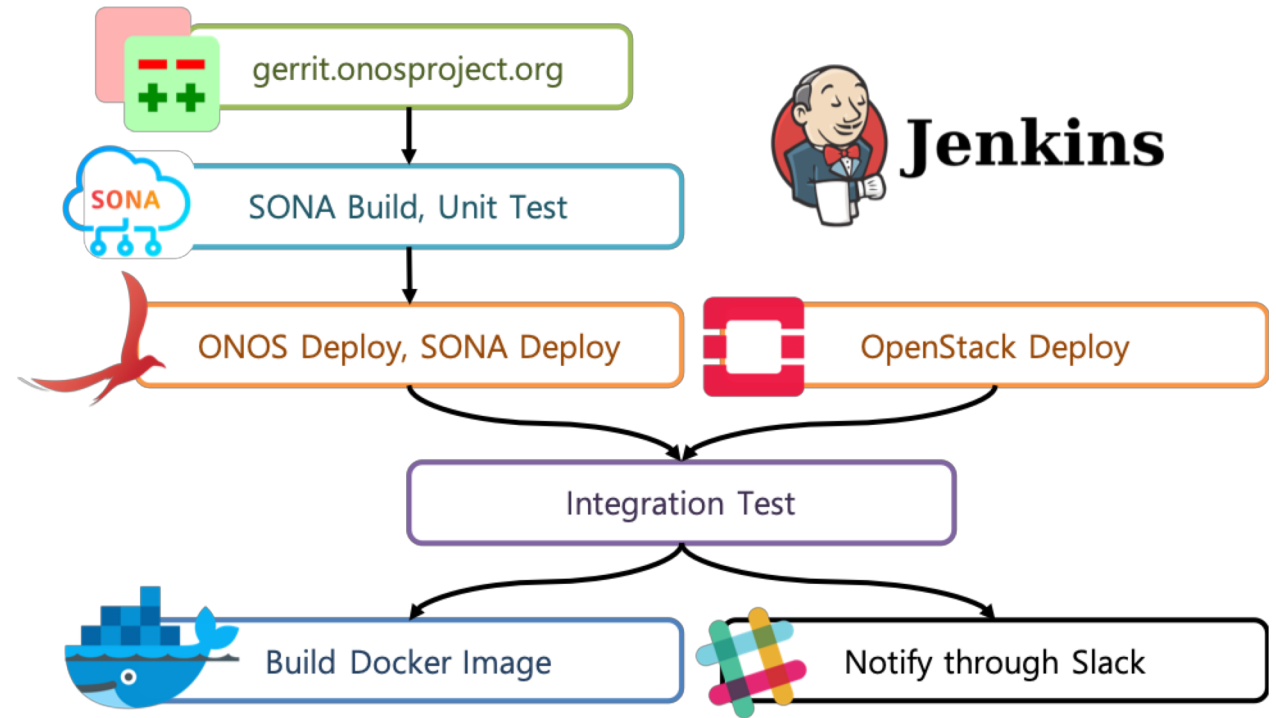 gerrit.onosproject.org
Jenkins
SONA
SONA Build, Unit Test
ONOS Deploy, SONA Deploy
OpenStack Deploy
Integration Test
Build Docker Image
Notify through Slack